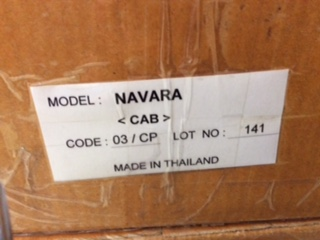 MODEL : NAVARA
< CAB >
CODE : 03 / CP LOT NO : 141
MADE IN THAILAND